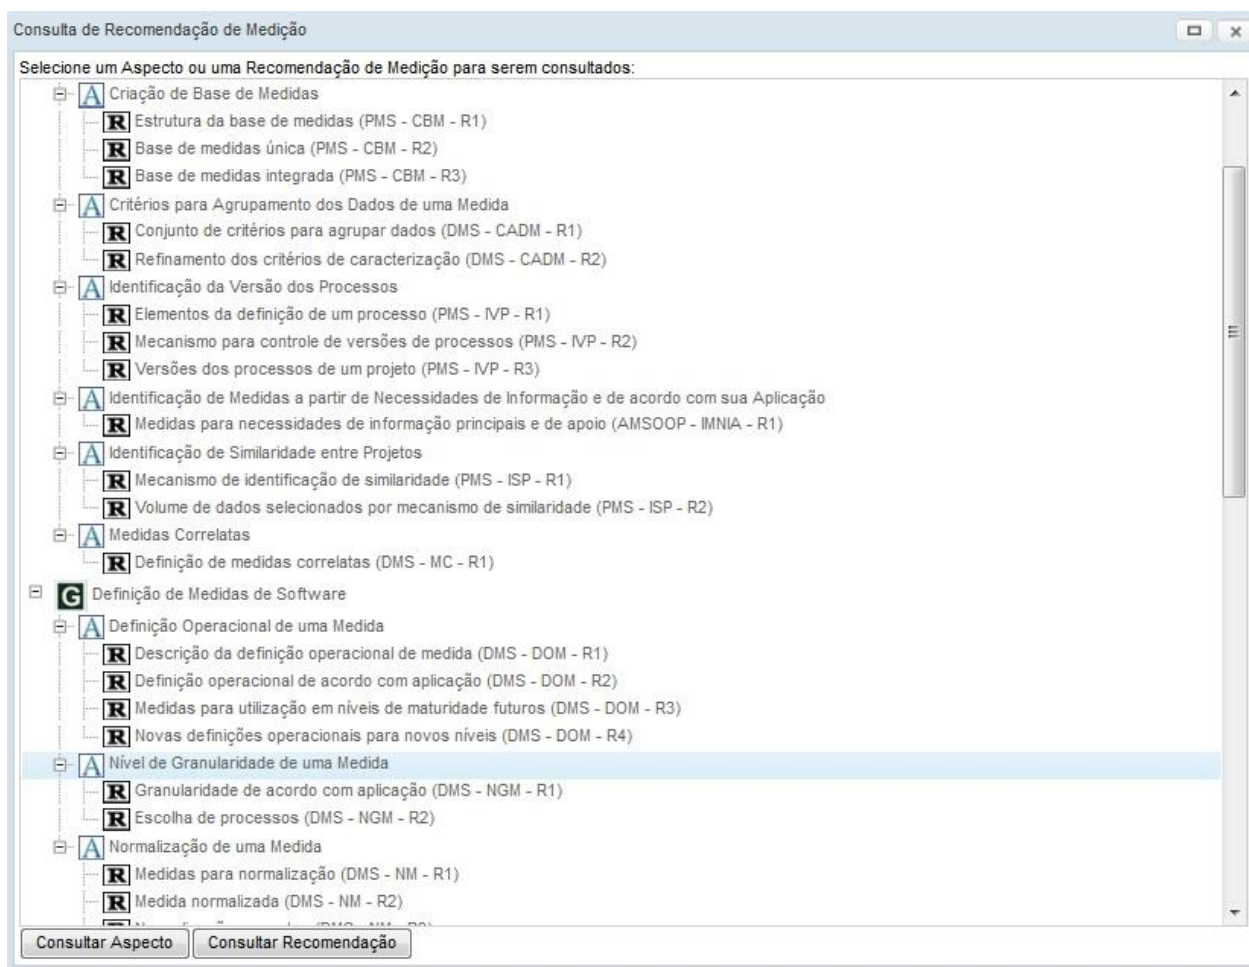 Consulta de Recomendação de Medição
Selecione um Aspecto ou uma Recomendação de Medição para serem consultados:
A Criação de Base de Medidas
R Estrutura da base de medidas (PMS - CBM - R1)
R Base de medidas única (PMS - CBM - R2)
R Base de medidas integrada (PMS - CBM - R3)
A Critérios para Agrupamento dos Dados de uma Medida
R Conjunto de critérios para agrupar dados (DMS - CADM - R1)
R Refinamento dos critérios de caracterização (DMS - CADM - R2)
A Identificação da Versão dos Processos
R Elementos da definição de um processo (PMS - IVP - R1)
R Mecanismo para controle de versões de processos (PMS - IVP - R2)
R Versões dos processos de um projeto (PMS - IVP - R3)
A Identificação de Medidas a partir de Necessidades de Informação e de acordo com sua Aplicação
R Medidas para necessidades de informação principais e de apoio (AMSOOP - IMNIA - R1)
A Identificação de Similaridade entre Projetos
R Mecanismo de identificação de similaridade (PMS - ISP - R1)
R Volume de dados selecionados por mecanismo de similaridade (PMS - ISP - R2)
A Medidas Correlatas
R Definição de medidas correlatas (DMS - MC - R1)
G Definição de Medidas de Software
A Definição Operacional de uma Medida
R Descrição da definição operacional de medida (DMS - DOM - R1)
R Definição operacional de acordo com aplicação (DMS - DOM - R2)
R Medidas para utilização em níveis de maturidade futuros (DMS - DOM - R3)
R Novas definições operacionais para novos níveis (DMS - DOM - R4)
A Nível de Granularidade de uma Medida
R Granularidade de acordo com aplicação (DMS - NGM - R1)
R Escolha de processos (DMS - NGM - R2)
A Normalização de uma Medida
R Medidas para normalização (DMS - NM - R1)
R Medida normalizada (DMS - NM - R2)
Consultar Aspecto Consultar Recomendação